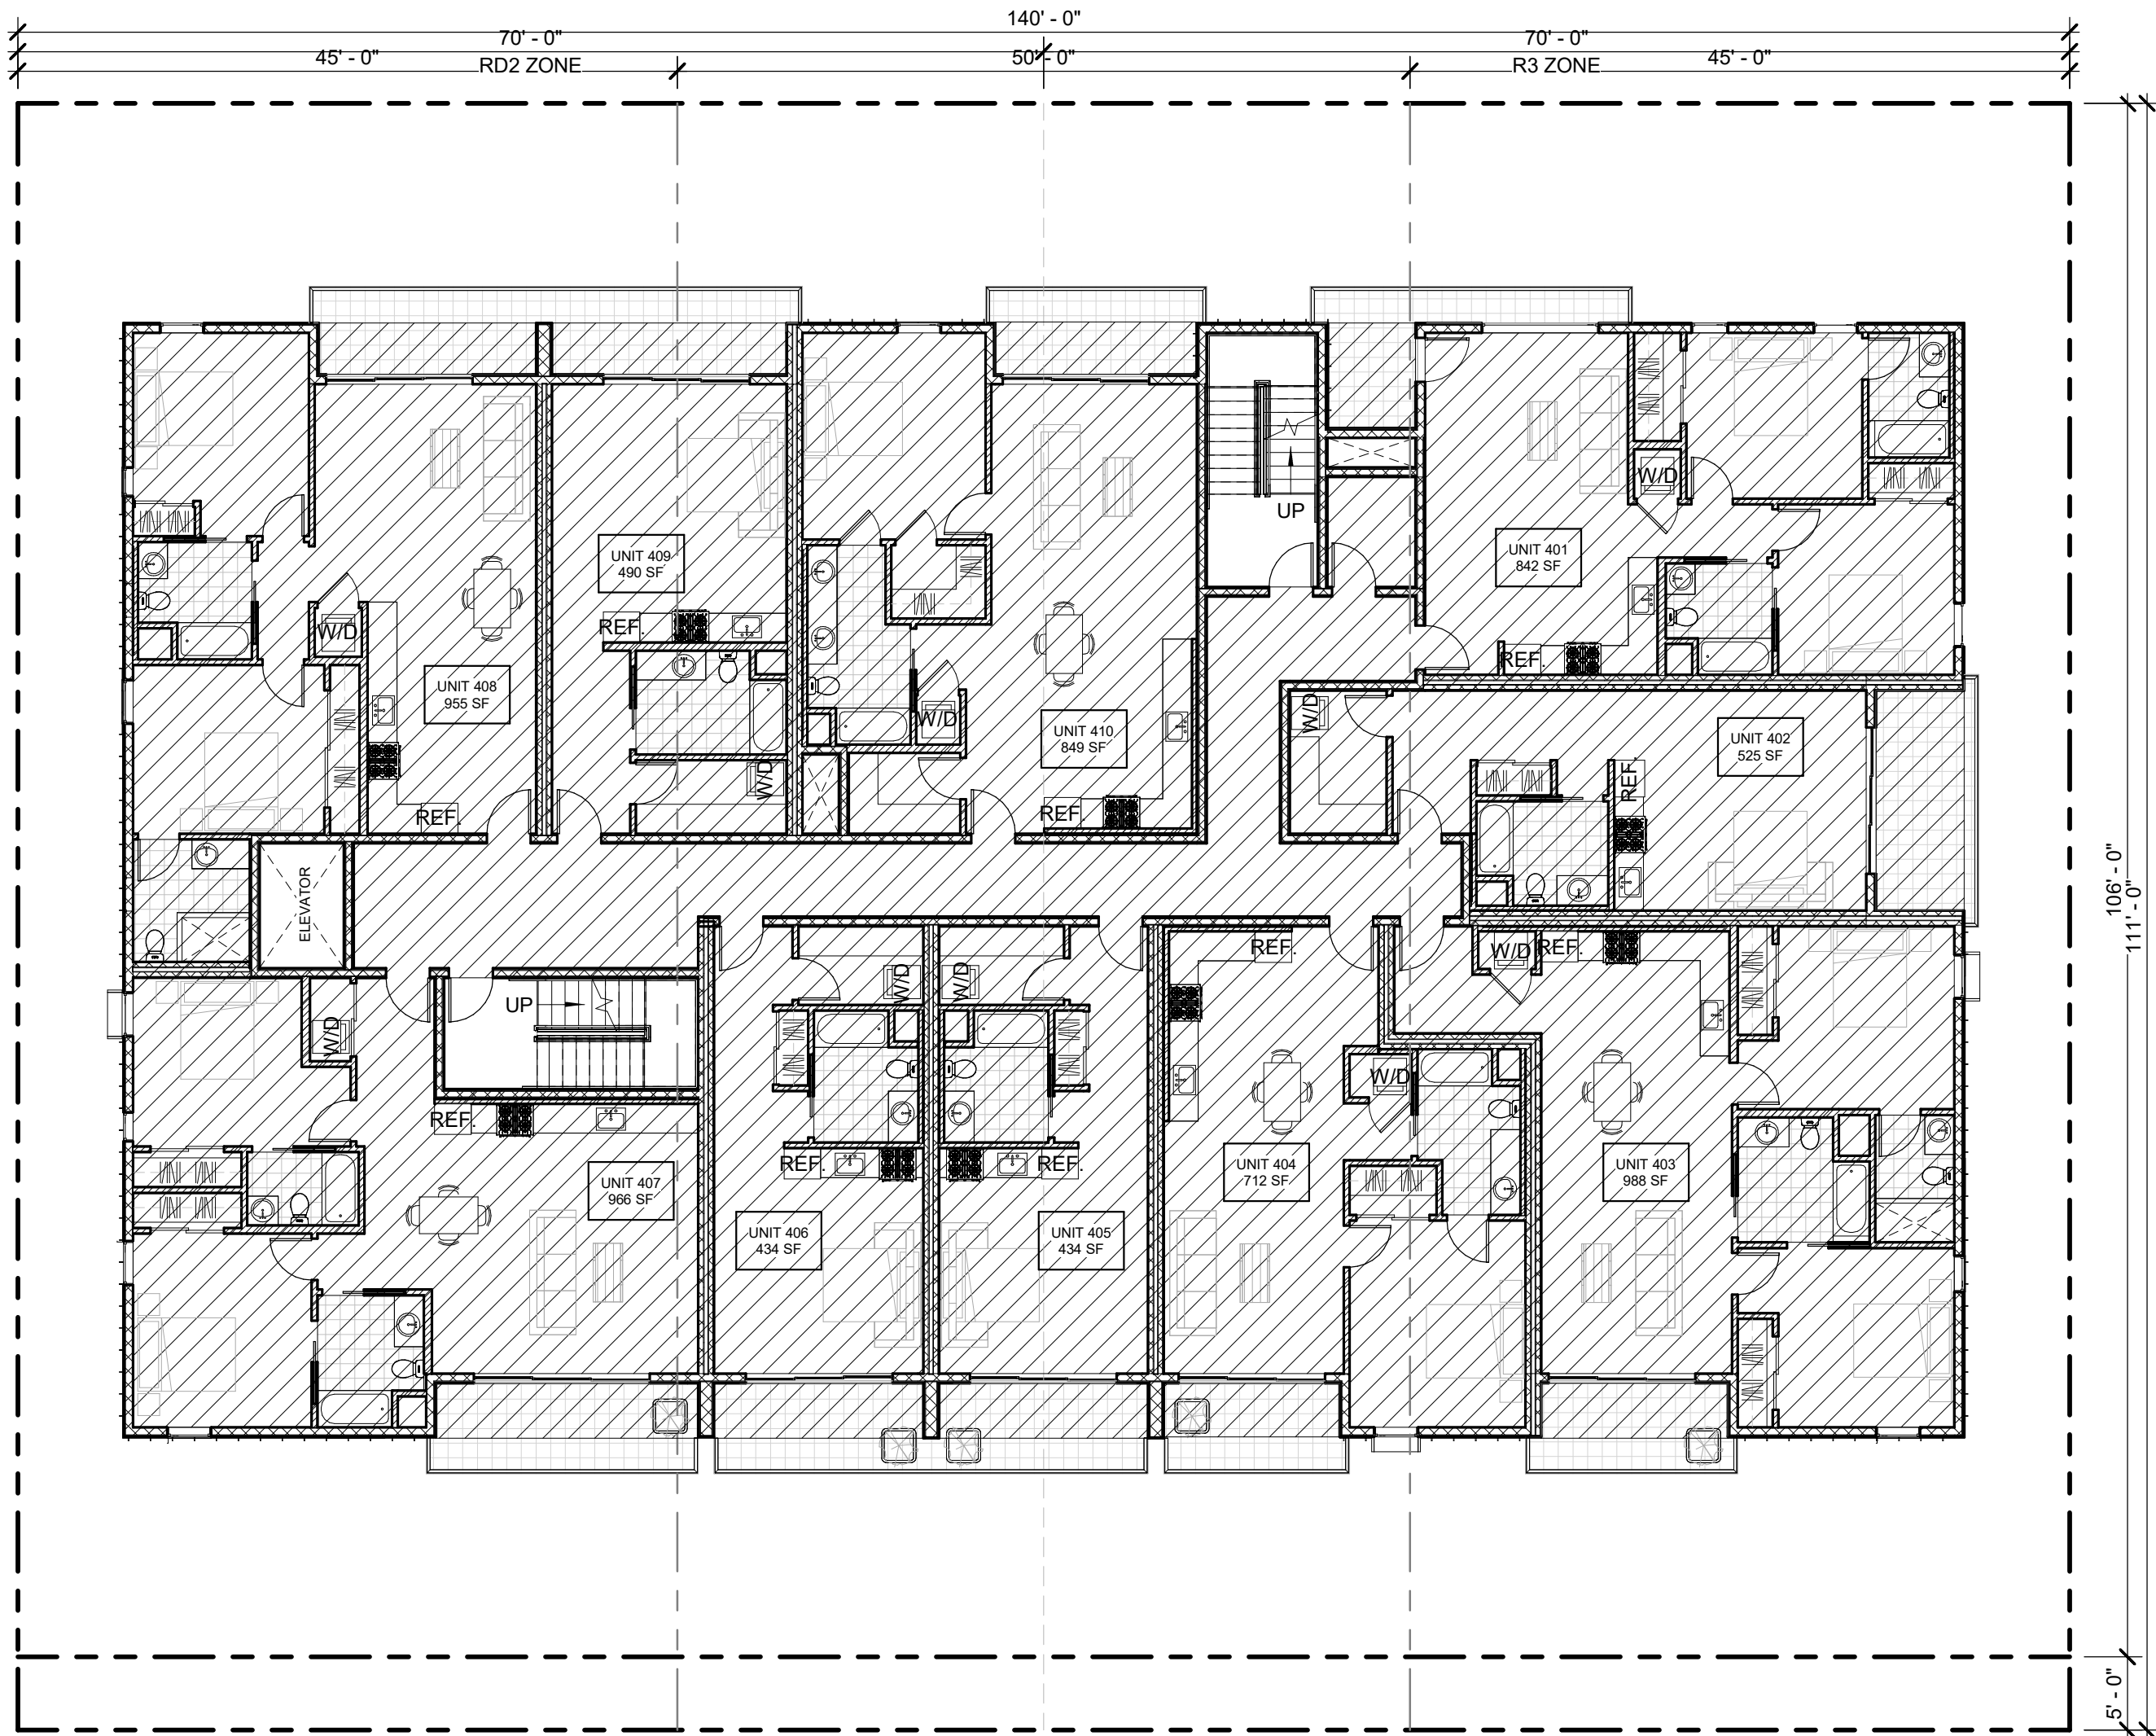 140' - 0"
70' - 0"
70' - 0"
45' - 0"
50' - 0"
45' - 0"
RD2 ZONE
R3 ZONE
W/D
UP
UNIT 409
490 SF
UNIT 401
842 SF
REF.
W/D
REF.
UNIT 408
955 SF
W/D
W/D
UNIT 410
849 SF
UNIT 402
525 SF
REF.
W/D
REF.
REF.
ELEVATOR
106' - 0"
111' - 0"
REF.
W/D
REF.
W/D
W/D
UP
W/D
W/D
REF.
REF.
REF.
UNIT 404
712 SF
UNIT 403
988 SF
UNIT 407
966 SF
UNIT 406
434 SF
UNIT 405
434 SF
5' - 0"